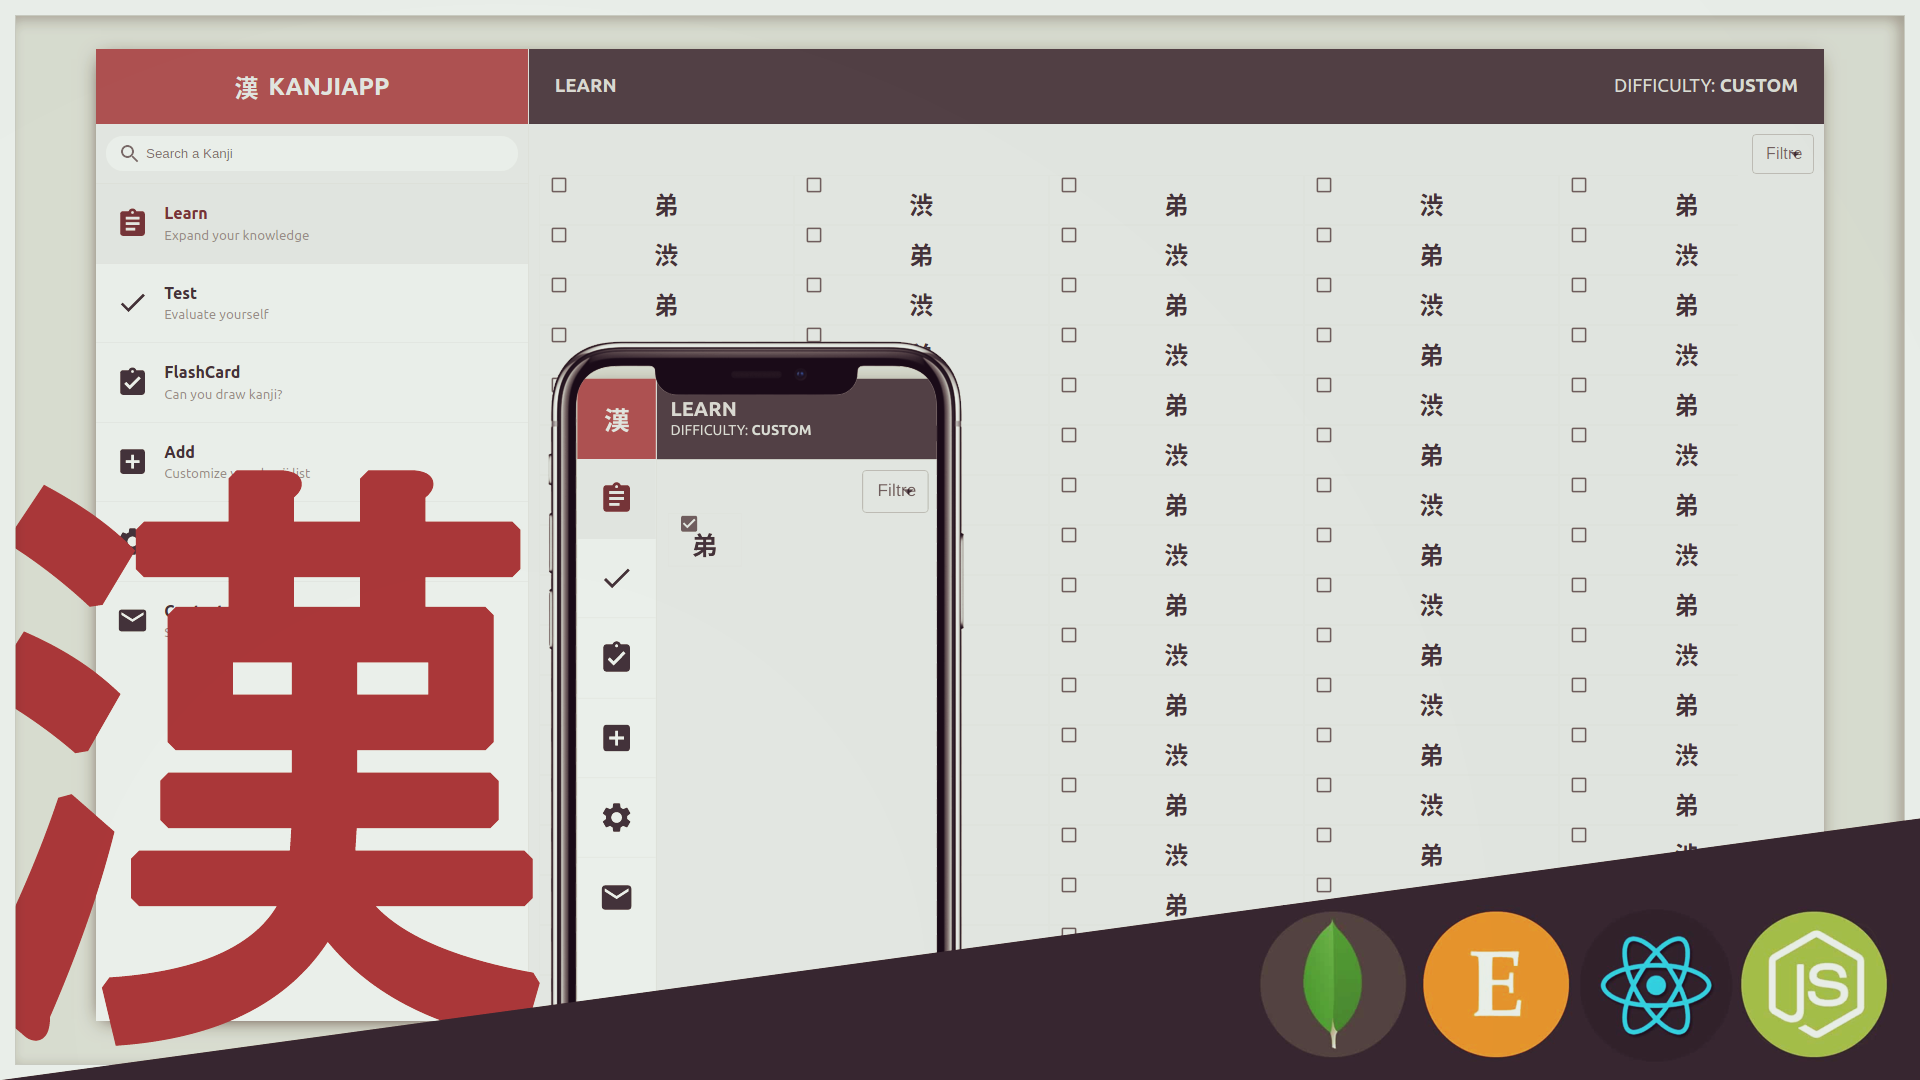 漢 KANJIAPP
LEARN
DIFFICULTY: CUSTOM
Search a Kanji
Filtre
Learn
Expand your knowledge
Test
Evaluate yourself
FlashCard
Can you draw kanji?
Add
Customize list
弟 渋 弟 渋 弟
渋 弟 渋 弟 渋
弟 渋 弟 渋 弟
渋 弟 渋
弟 渋 弟
渋 弟 渋
弟 渋 弟
渋 弟 渋
弟 渋 弟
渋 弟 渋
弟 渋 弟
渋 弟 渋
弟 渋 弟
渋 弟
弟
漢
LEARN
DIFFICULTY: CUSTOM
Filtre
弟
漢
E
JS